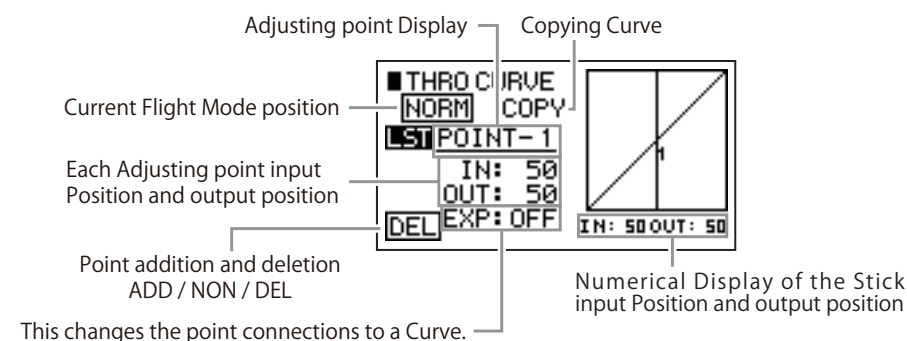 Adjusting point Display
Copying Curve
■THRO CURVE
Current Flight Mode position
NORM COPY
LST POINT-1
Each Adjusting point input
Position and output position
IN: 50
OUT: 50
1
DEL EXP:OFF
IN: 50 OUT: 50
Point addition and deletion
ADD / NON / DEL
Numerical Display of the Stick
input Position and output position
This changes the point connections to a Curve.